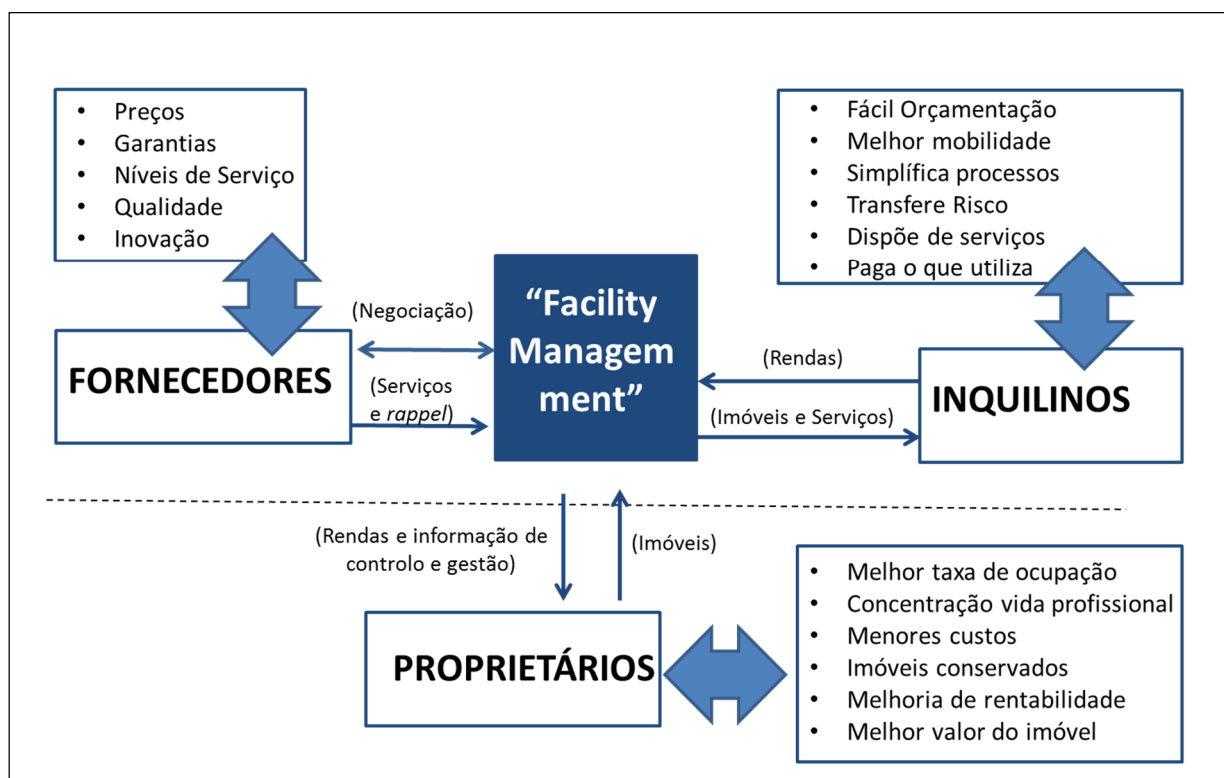 • Preços
• Garantias
• Níveis de Serviço
• Qualidade
• Inovação
• Fácil Orçamentação
• Melhor mobilidade
• Simplífica processos
• Transfere Risco
• Dispõe de serviços
• Paga o que utiliza
FORNECEDORES
(Negociação)
(Serviços
e rappel)
“Facility
Managem
ment”
(Rendas)
(Imóveis e Serviços)
INQUILINOS
(Rendas e informação de
controlo e gestão)
(Imóveis)
PROPRIETÁRIOS
• Melhor taxa de ocupação
• Concentração vida profissional
• Menores custos
• Imóveis conservados
• Melhoria de rentabilidade
• Melhor valor do imóvel